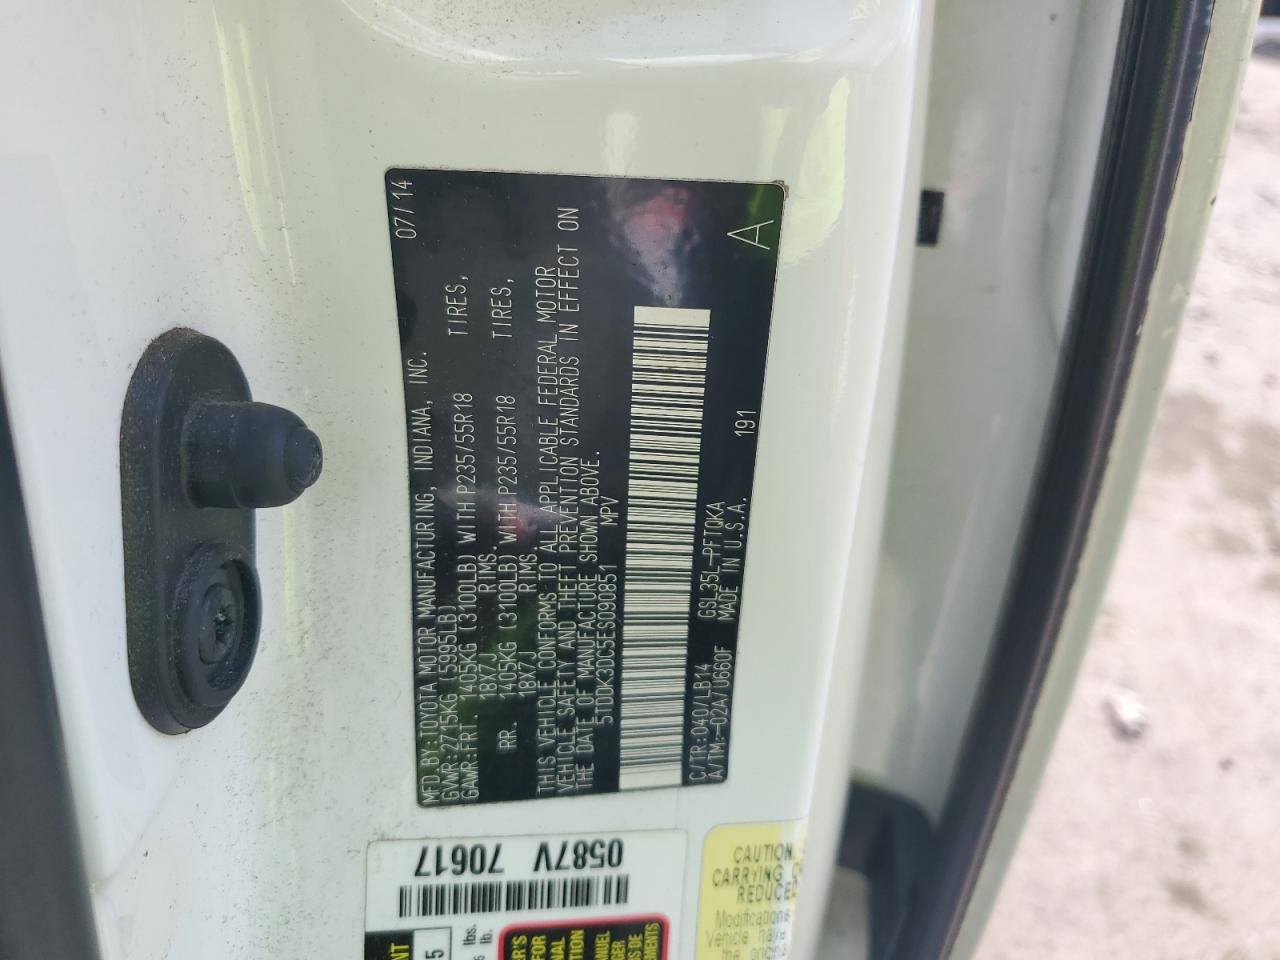 MFD.BY:TOYOTA MOTOR MANUFACTURING, INDIANA, INC. 07/14
GVWR:2715KG (5995LB)
GAWR:FRT. 1405KG (3100LB) WITH P235/55R18 TIRES,
18X7J RIMS.
RR. 1405KG (3100LB) WITH P235/55R18 TIRES,
18X7J RIMS.
THIS VEHICLE CONFORMS TO ALL APPLICABLE FEDERAL MOTOR
VEHICLE SAFETY AND THEFT PREVENTION STANDARDS IN EFFECT ON
THE DATE OF MANUFACTURE SHOWN ABOVE.
5TDDK3DC5ES090851 MPV
C/TR:040/LB14 GSL35L-PFTQKA 191 A
A/TM:-02A/U660F MADE IN U.S.A.
0587V
70617
CAUTION
CARRYING
REDUCED
Modifications
Vehicle have